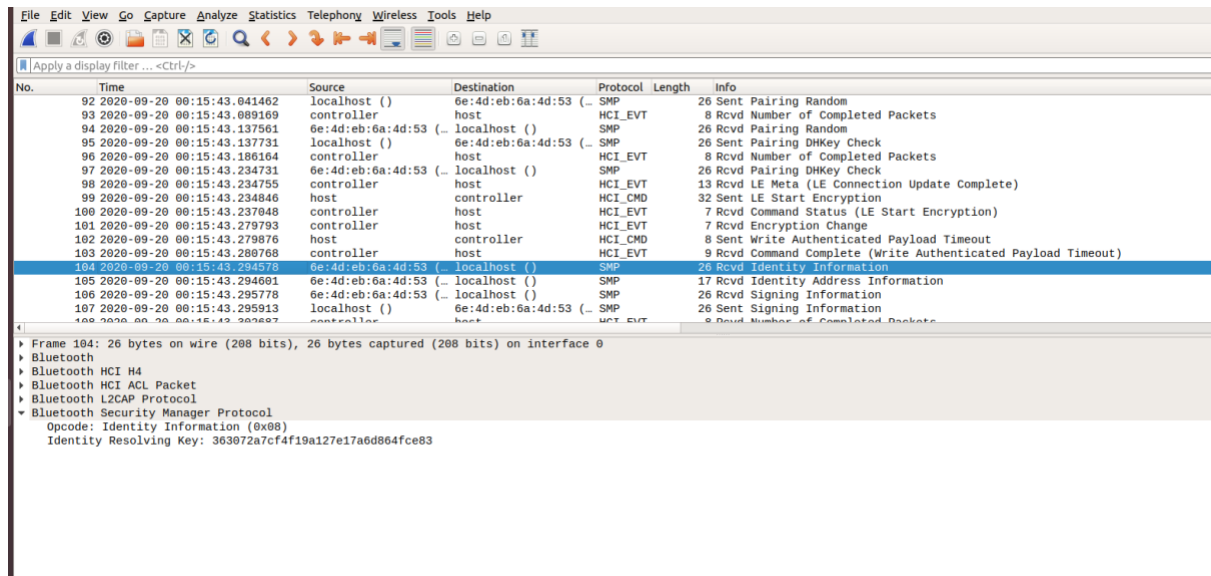 File Edit View Go Capture Analyze Statistics Telephony Wireless Tools Help
Apply a display filter … <Ctrl-/>
No. Time Source Destination Protocol Length Info
92 2020-09-20 00:15:43.041462 localhost () 6e:4d:eb:6a:4d:53 (… SMP 26 Sent Pairing Random
93 2020-09-20 00:15:43.089169 controller host HCI_EVT 8 Rcvd Number of Completed Packets
94 2020-09-20 00:15:43.137561 6e:4d:eb:6a:4d:53 (… localhost () SMP 26 Rcvd Pairing Random
95 2020-09-20 00:15:43.137731 localhost () 6e:4d:eb:6a:4d:53 (… SMP 26 Sent Pairing DHKey Check
96 2020-09-20 00:15:43.186164 controller host HCI_EVT 8 Rcvd Number of Completed Packets
97 2020-09-20 00:15:43.234731 6e:4d:eb:6a:4d:53 (… localhost () SMP 26 Rcvd Pairing DHKey Check
98 2020-09-20 00:15:43.234755 controller host HCI_EVT 13 Rcvd LE Meta (LE Connection Update Complete)
99 2020-09-20 00:15:43.234846 host controller HCI_CMD 32 Sent LE Start Encryption
100 2020-09-20 00:15:43.237048 controller host HCI_EVT 7 Rcvd Command Status (LE Start Encryption)
101 2020-09-20 00:15:43.279793 controller host HCI_EVT 7 Rcvd Encryption Change
102 2020-09-20 00:15:43.279876 host controller HCI_CMD 8 Sent Write Authenticated Payload Timeout
103 2020-09-20 00:15:43.280768 controller host HCI_EVT 9 Rcvd Command Complete (Write Authenticated Payload Timeout)
104 2020-09-20 00:15:43.294578 6e:4d:eb:6a:4d:53 (… localhost () SMP 26 Rcvd Identity Information
105 2020-09-20 00:15:43.294601 6e:4d:eb:6a:4d:53 (… localhost () SMP 17 Rcvd Identity Address Information
106 2020-09-20 00:15:43.295778 6e:4d:eb:6a:4d:53 (… localhost () SMP 26 Rcvd Signing Information
107 2020-09-20 00:15:43.295913 localhost () 6e:4d:eb:6a:4d:53 (… SMP 26 Sent Signing Information
108 2020-09-20 00:15:43.302687 controller host HCI_EVT 8 Rcvd Number of Completed Packets
Frame 104: 26 bytes on wire (208 bits), 26 bytes captured (208 bits) on interface 0
Bluetooth
Bluetooth HCI H4
Bluetooth HCI ACL Packet
Bluetooth L2CAP Protocol
Bluetooth Security Manager Protocol
Opcode: Identity Information (0x08)
Identity Resolving Key: 363072a7cf4f19a127e17a6d864fce83